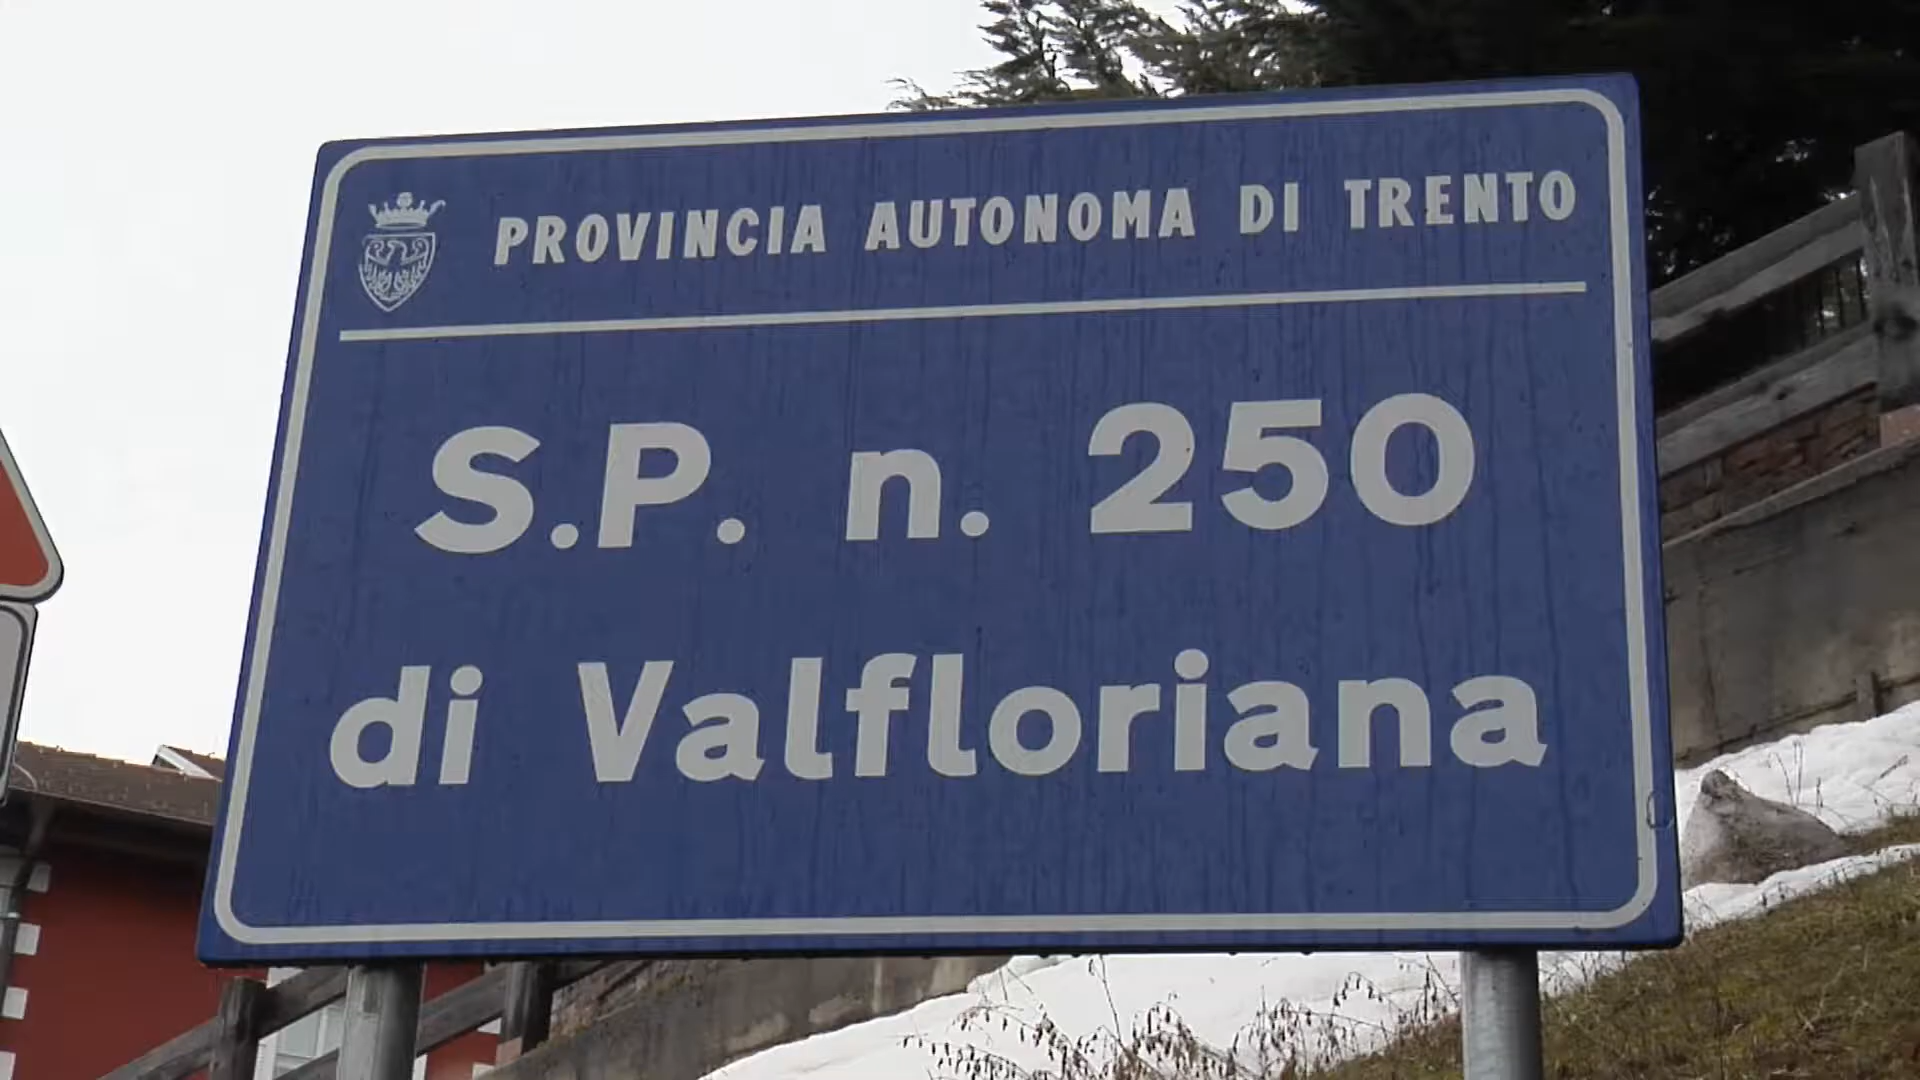 PROVINCIA AUTONOMA DI TRENTO
S.P. n. 250
di Valfloriana